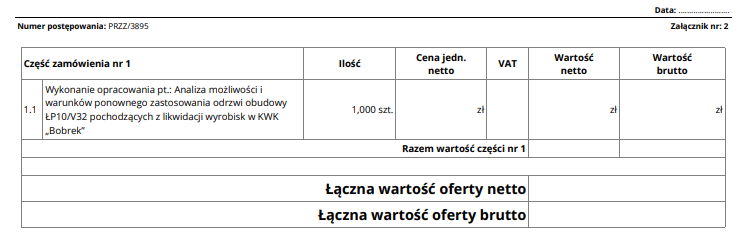 Data: ........................
Numer postępowania: PRZZ/3895 Załącznik nr: 2
Część zamówienia nr 1 Ilość Cena jedn. netto VAT Wartość netto Wartość brutto
1.1 Wykonanie opracowania pt.: Analiza możliwości i
warunków ponownego zastosowania odrzwi obudowy
ŁP10/V32 pochodzących z likwidacji wyrobisk w KWK
„Bobrek” 1,000 szt. zł zł zł
Razem wartość części nr 1
Łączna wartość oferty netto
Łączna wartość oferty brutto